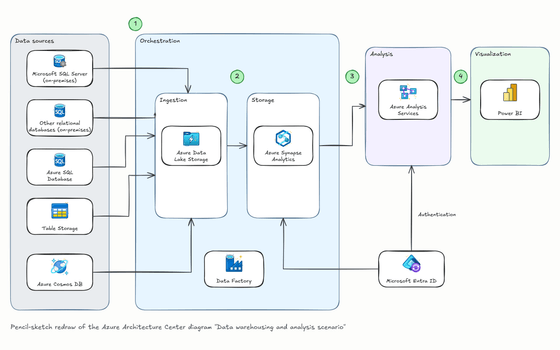 1
Data sources
Orchestration
Microsoft SQL Server
(on-premises)
Other relational
databases (on-premises)
Azure SQL
Database
Table Storage
Azure Cosmos DB
2
Ingestion
Azure Data
Lake Storage
Storage
Azure Synapse
Analytics
Data Factory
3
Analysis
Azure Analysis
Services
4
Visualization
Power BI
Authentication
Microsoft Entra ID
Pencil-sketch redraw of the Azure Architecture Center diagram "Data warehousing and analysis scenario"